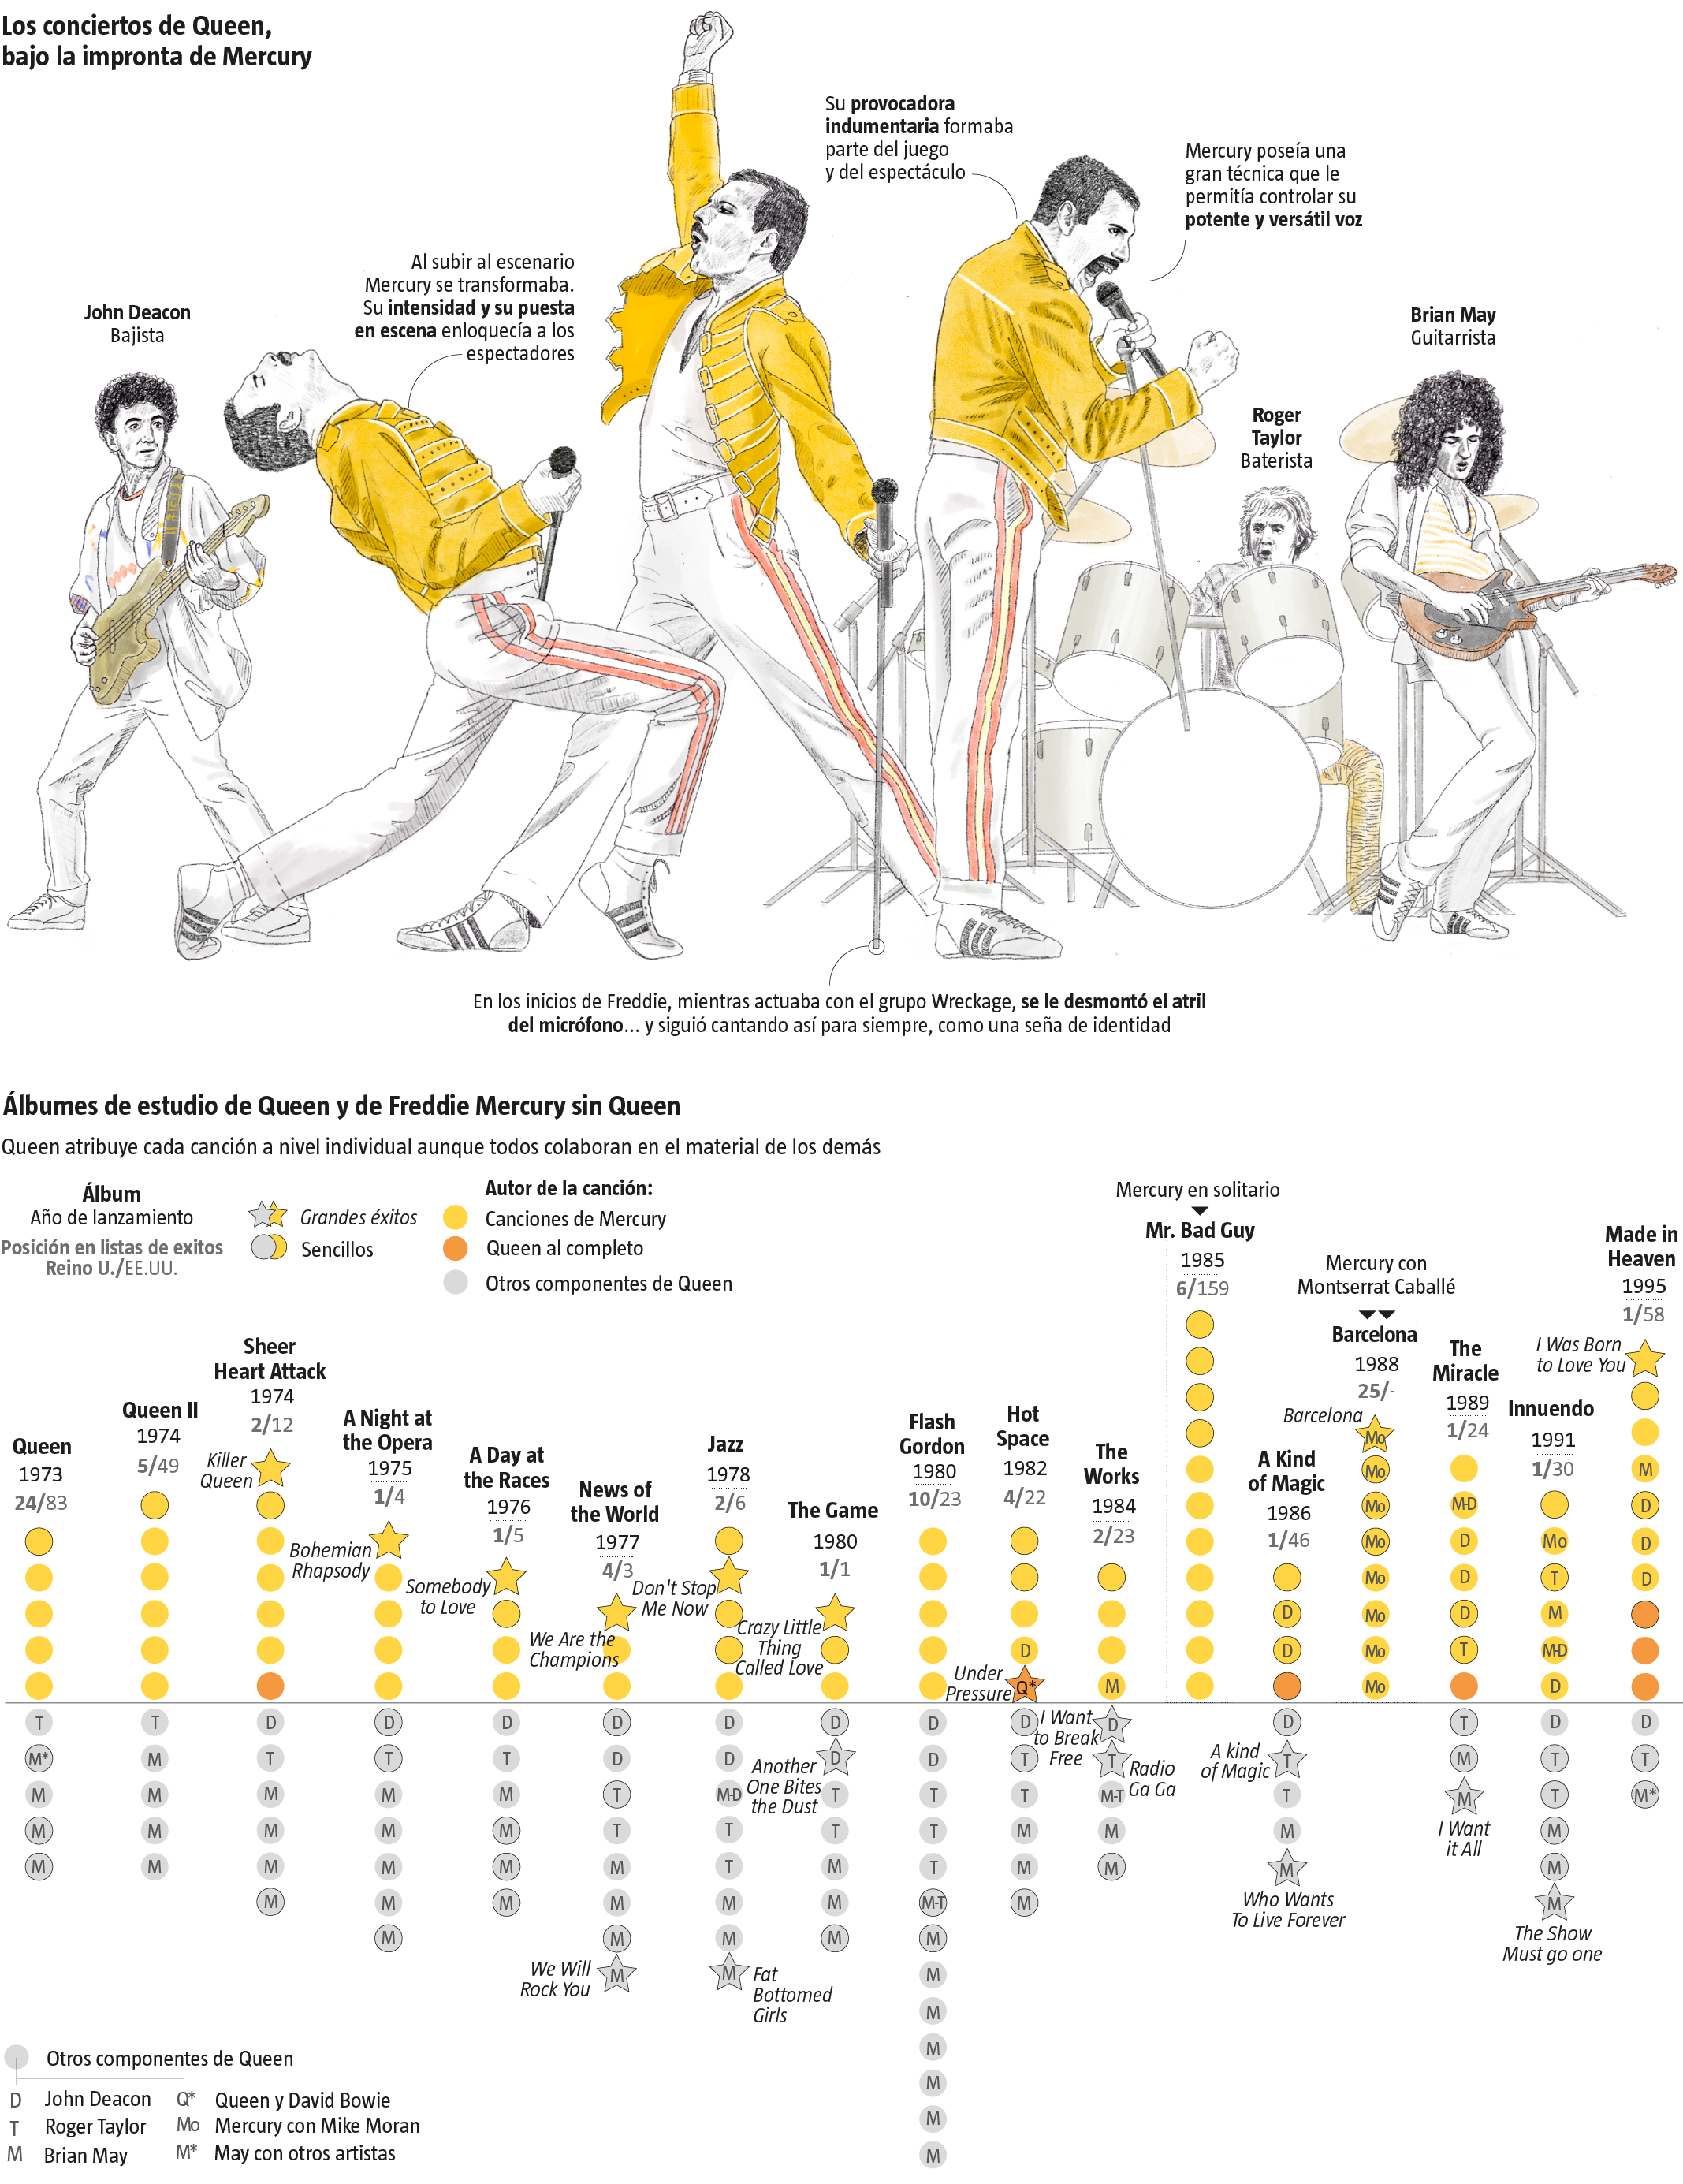 Los conciertos de Queen,
bajo la impronta de Mercury
Su provocadora
indumentaria formaba
parte del juego
y del espectáculo
Mercury poseía una
gran técnica que le
permitía controlar su
potente y versátil voz
Al subir al escenario
Mercury se transformaba.
Su intensidad y su puesta
en escena enloquecía a los
espectadores
John Deacon
Bajista
Brian May
Guitarrista
Roger
Taylor
Baterista
En los inicios de Freddie, mientras actuaba con el grupo Wreckage, se le desmontó el atril
del micrófono... y siguió cantando así para siempre, como una seña de identidad
Álbumes de estudio de Queen y de Freddie Mercury sin Queen
Queen atribuye cada canción a nivel individual aunque todos colaboran en el material de los demás
Álbum
Año de lanzamiento
Posición en listas de exitos
Reino U./EE.UU.
Grandes éxitos
Sencillos
Autor de la canción:
Canciones de Mercury
Queen al completo
Otros componentes de Queen
Queen
1973
24/83
T
M*
M
M
M
Queen II
1974
5/49
T
M
M
M
M
Sheer
Heart Attack
1974
2/12
Killer
Queen
D
T
M
M
M
M
A Night at
the Opera
1975
1/4
Bohemian
Rhapsody
D
T
M
M
M
M
M
A Day at
the Races
1976
1/5
Somebody
to Love
D
T
M
M
M
M
News of
the World
1977
4/3
We Are the
Champions
D
D
T
T
M
M
M
M
We Will
Rock You
Jazz
1978
2/6
Don't Stop
Me Now
D
D
M-D
T
T
M
M
M
Fat
Bottomed
Girls
The Game
1980
1/1
Crazy Little
Thing
Called Love
D
D
Another
One Bites
the Dust
T
T
M
M
M
Flash
Gordon
1980
10/23
D
D
T
T
T
M-T
M
M
M
M
M
M
M
Hot
Space
1982
4/22
D
Under
Pressure
Q*
D
T
T
M
M
M
The
Works
1984
2/23
M
I Want
to Break
Free
D
T
Radio
Ga Ga
M-T
M
M
Mercury en solitario
Mr. Bad Guy
1985
6/159
A Kind
of Magic
1986
1/46
D
D
D
A kind
of Magic
T
T
M
M
Who Wants
To Live Forever
Mercury con
Montserrat Caballé
Barcelona
1988
25/-
Barcelona
Mo
Mo
Mo
Mo
Mo
Mo
Mo
Mo
The
Miracle
1989
1/24
M-D
D
D
D
T
T
M
M
I Want
it All
Innuendo
1991
1/30
Mo
T
M
M-D
D
D
T
T
M
M
M
The Show
Must go one
Made in
Heaven
1995
1/58
I Was Born
to Love You
M
D
D
D
D
T
M*
Otros componentes de Queen
D John Deacon
T Roger Taylor
M Brian May
Q* Queen y David Bowie
Mo Mercury con Mike Moran
M* May con otros artistas